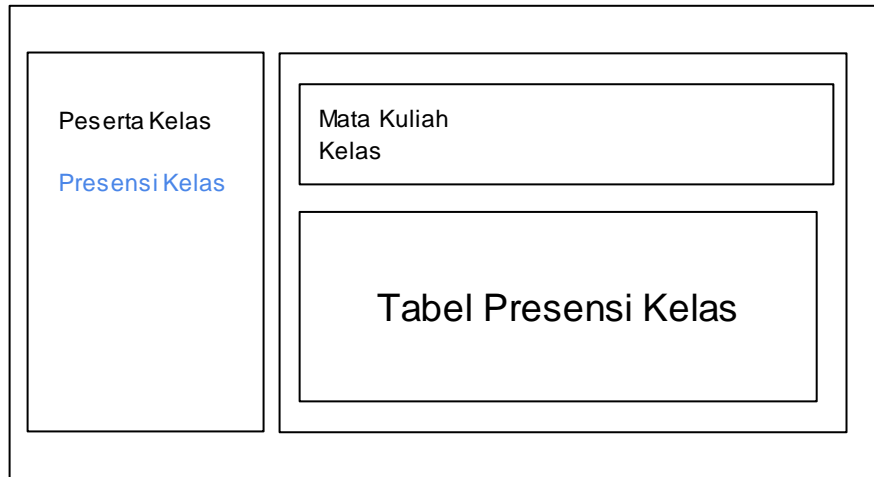 Peserta Kelas
Presensi Kelas
Mata Kuliah
Kelas
Tabel Presensi Kelas